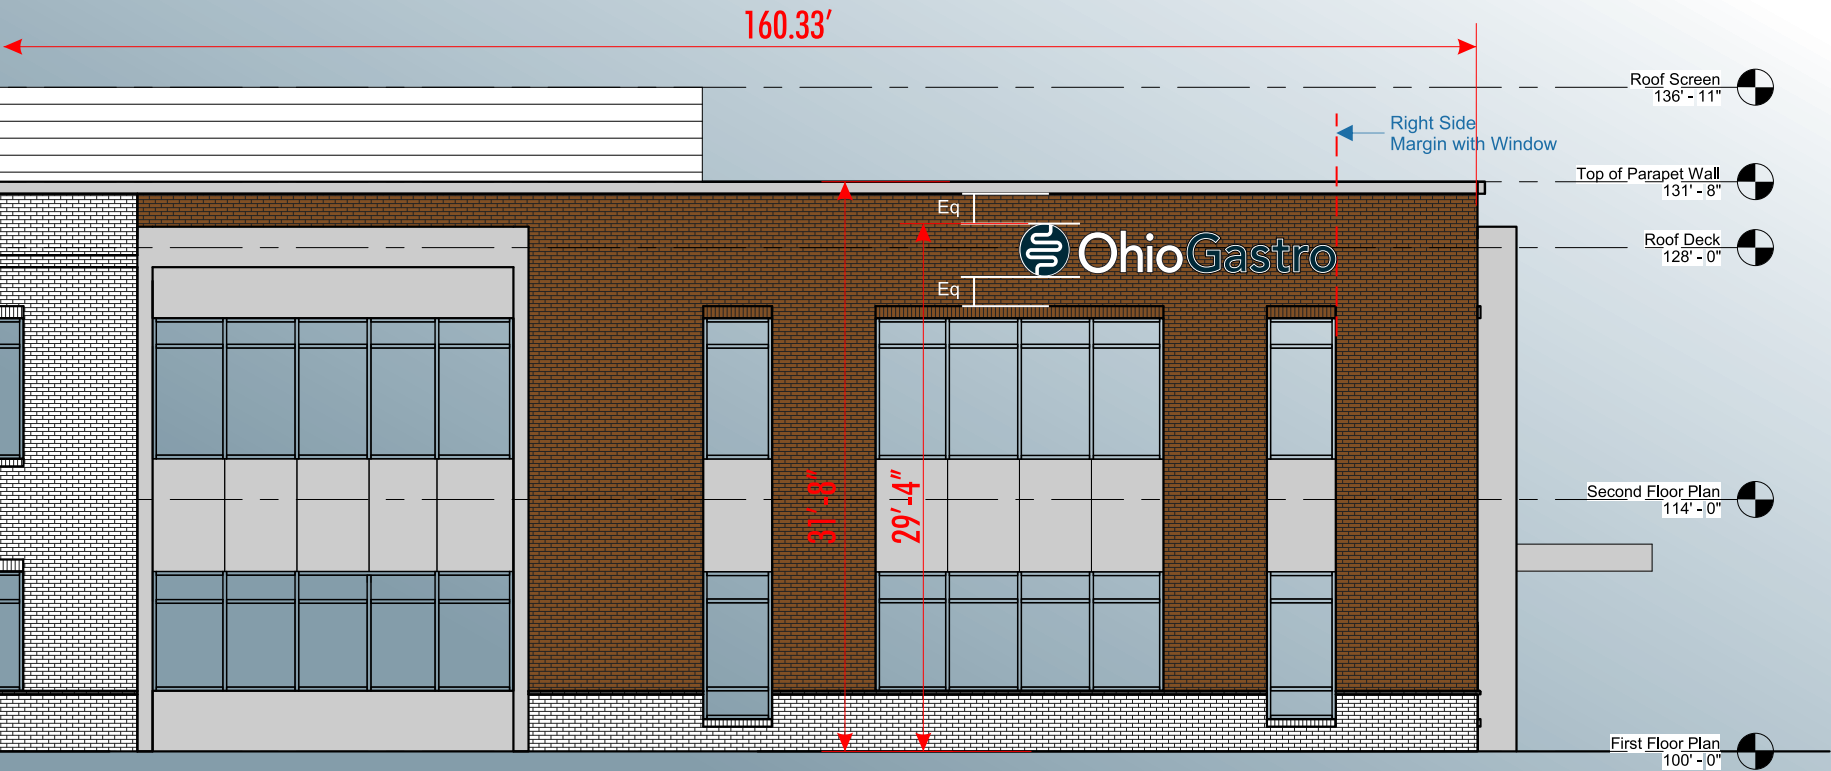 160.33'
Roof Screen
136' - 11"
Right Side
Margin with Window
Top of Parapet Wall
131' - 8"
Eq
OhioGastro
Roof Deck
128' - 0"
Eq
31'-8"
29'-4"
Second Floor Plan
114' - 0"
First Floor Plan
100' - 0"